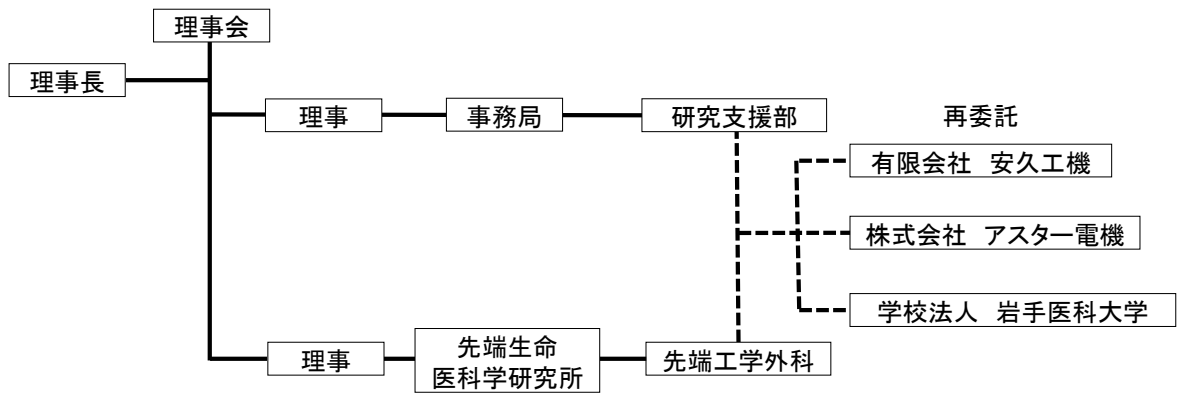 理事会
理事長
理事
事務局
研究支援部
再委託
有限会社　安久工機
株式会社　アスター電機
学校法人　岩手医科大学
理事
先端生命
医科学研究所
先端工学外科